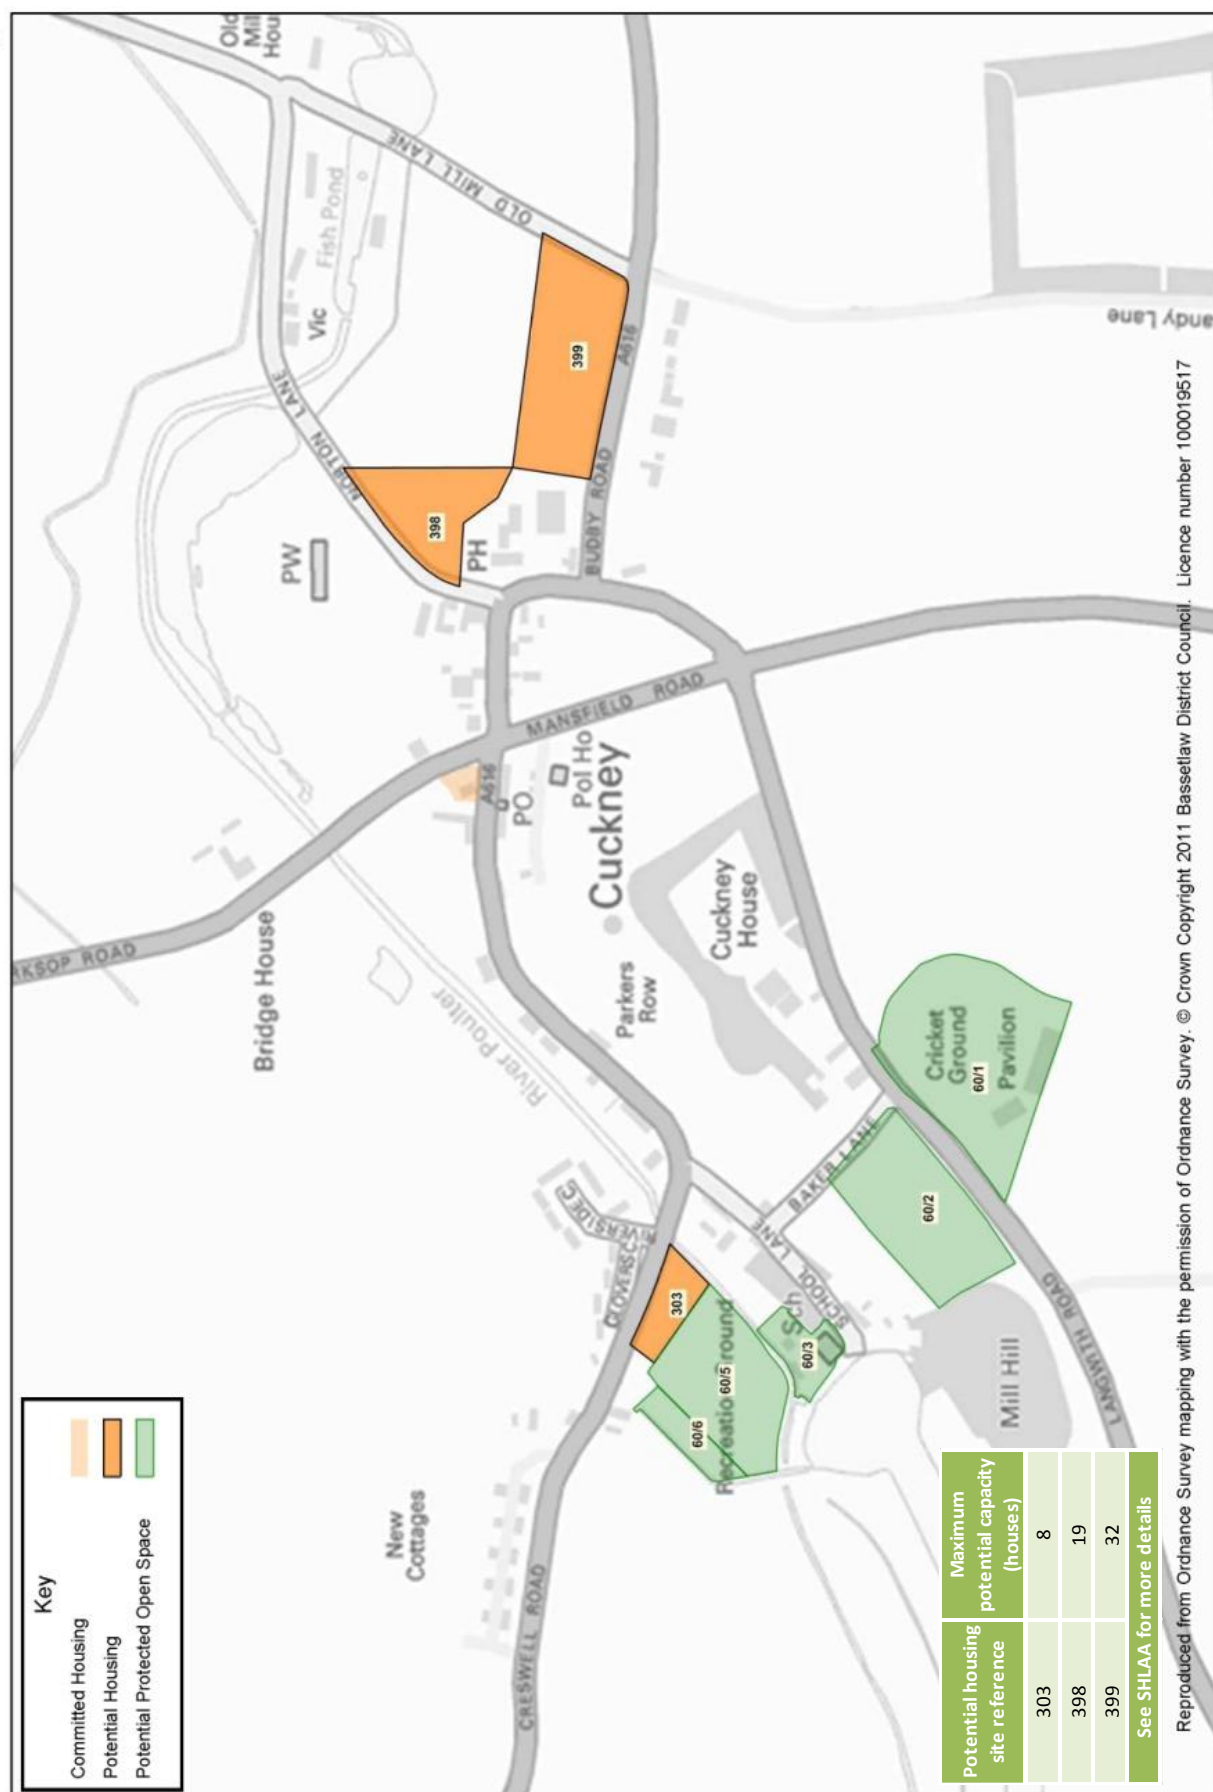 Key
Committed Housing
Potential Housing
Potential Protected Open Space
RKSOP ROAD
Bridge House
River Poulter
New
Cottages
CRESWELL ROAD
CLOVERSC
RIVERSIDEC
303
60/6
Recreation Ground
60/5
60/3
Sch
SCHOOL LANE
BAKER LANE
60/2
Mill Hill
LANGWITH ROAD
Cricket
Ground
60/1
Pavilion
Parkers
Row
Cuckney
House
Cuckney
Pol Ho
PO
A616
MANSFIELD ROAD
PW
PH
398
NORTON LANE
Vic
Fish Pond
Old
Mil
Hou
OLD MILL LANE
399
BUDBY ROAD
A616
andy Lane
Potential housing site reference
Maximum potential capacity (houses)
303 8
398 19
399 32
See SHLAA for more details
Reproduced from Ordnance Survey mapping with the permission of Ordnance Survey. © Crown Copyright 2011 Bassetlaw District Council. Licence number 100019517